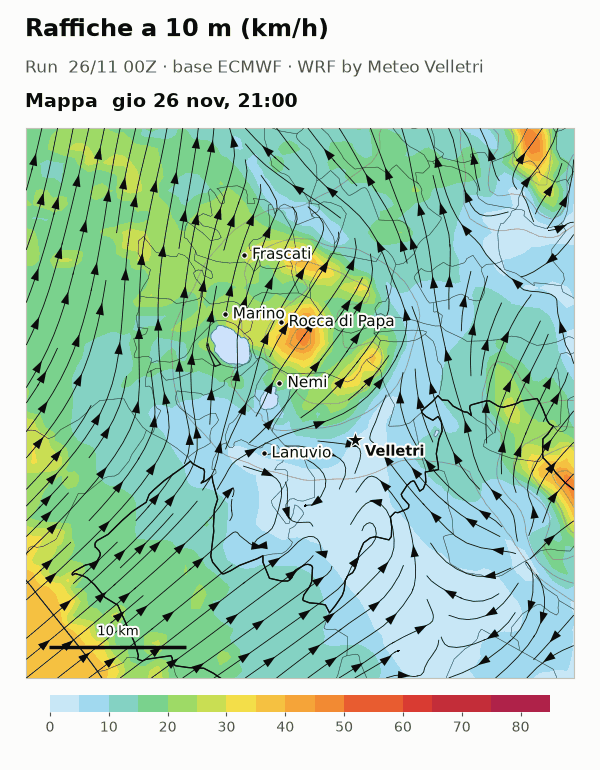 Raffiche a 10 m (km/h)
Run  26/11 00Z · base ECMWF · WRF by Meteo Velletri
Mappa  gio 26 nov, 21:00
Frascati
Marino
Rocca di Papa
Nemi
Lanuvio
Velletri
10 km
0 10 20 30 40 50 60 70 80